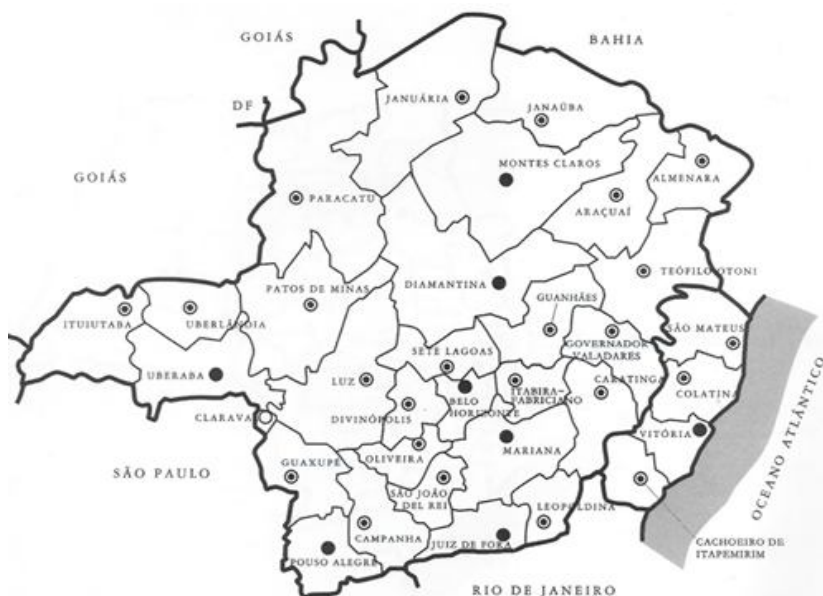 GOIÁS
BAHIA
DF
JANUÁRIA
JANAÚBA
MONTES CLAROS
GOIÁS
ALMENARA
PARACATU
ARAÇUAÍ
TEÓFILO OTONI
DIAMANTINA
PATOS DE MINAS
GUANHÃES
ITUIUTABA
UBERLÂNDIA
SÃO MATEUS
GOVERNADOR
VALADARES
SETE LAGOAS
UBERABA
LUZ
BELO
HORIZONTE
ITABIRA-
FABRICIANO
CARATINGA
COLATINA
CLARAVAL
DIVINÓPOLIS
VITÓRIA
OLIVEIRA
MARIANA
SÃO PAULO
GUAXUPÉ
SÃO JOÃO
DEL REI
LEOPOLDINA
CAMPANHA
JUIZ DE FORA
POUSO ALEGRE
CACHOEIRO DE
ITAPEMIRIM
OCEANO ATLÂNTICO
RIO DE JANEIRO